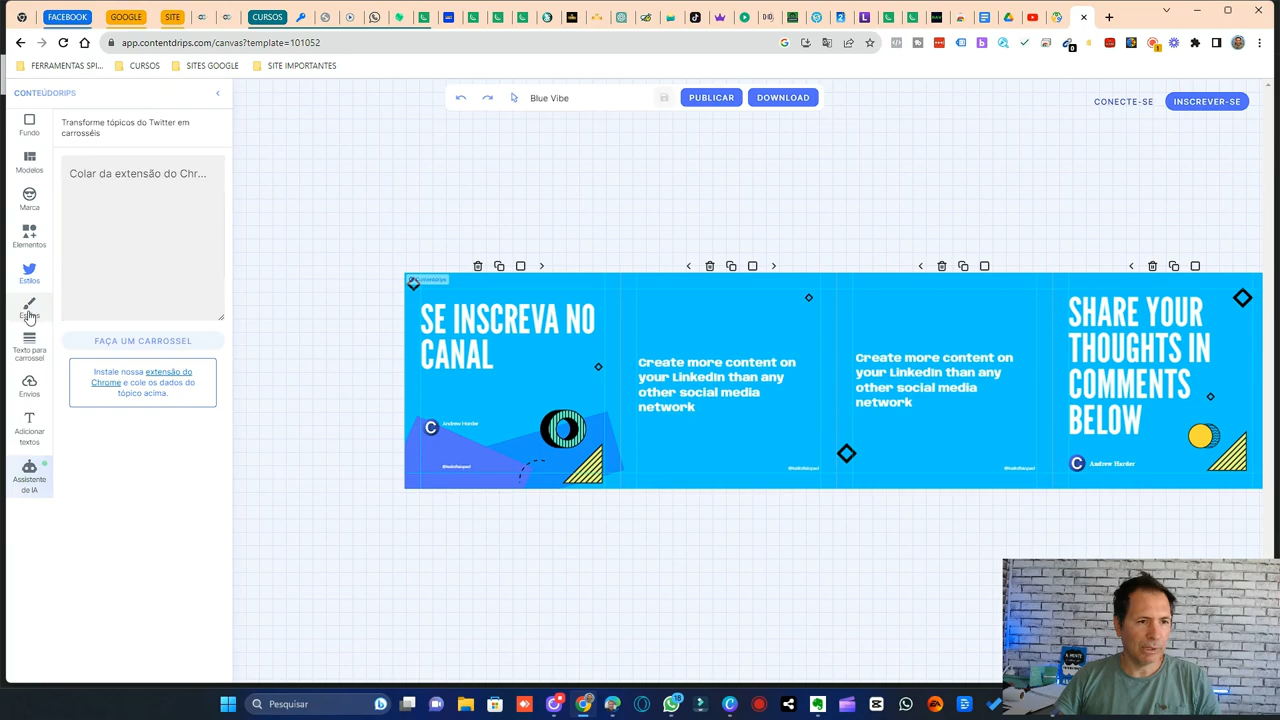 FACEBOOK
GOOGLE
SITE
CURSOS
app.contentdrips.com/canvas?template=101052
FERRAMENTAS SPI...
CURSOS
SITES GOOGLE
SITE IMPORTANTES
CONTEÚDORIPS
Blue Vibe
PUBLICAR
DOWNLOAD
CONECTE-SE
INSCREVER-SE
Fundo
Modelos
Marca
Elementos
Estilos
Texto para
carrossel
Envios
Adicionar
textos
Assistente
de IA
Transforme tópicos do Twitter em
carrosséis
Colar da extensão do Chr...
FAÇA UM CARROSSEL
Instale nossa extensão do
Chrome e cole os dados do
tópico acima.
SE INSCREVA NO
CANAL
Andrew Harder
Create more content on
your LinkedIn than any
other social media
network
Create more content on
your LinkedIn than any
other social media
network
SHARE YOUR
THOUGHTS IN
COMMENTS
BELOW
Andrew Harder
A MENTE
Pesquisar
18